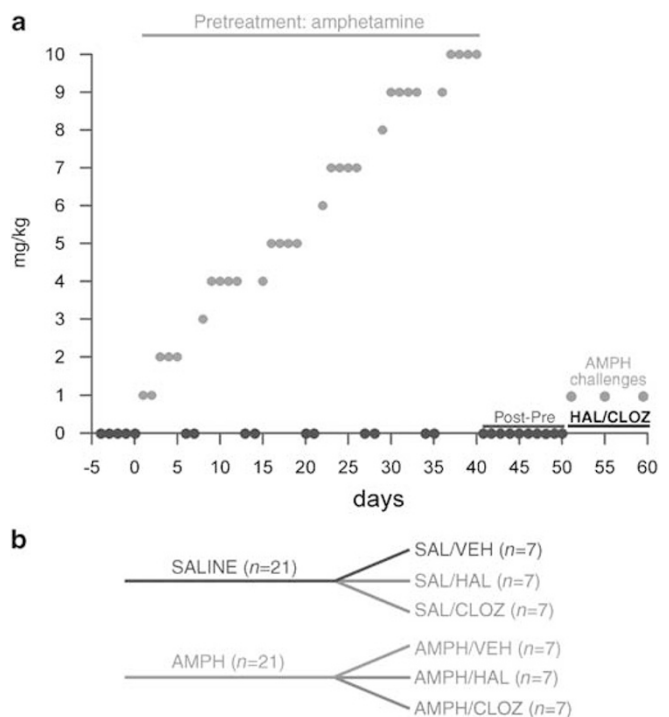 a
Pretreatment: amphetamine
10
9
8
7
6
5
4
3
2
1
0
mg/kg
AMPH
challenges
Post-Pre
HAL/CLOZ
-5 0 5 10 15 20 25 30 35 40 45 50 55 60
days
b
SALINE (n=21)
SAL/VEH (n=7)
SAL/HAL (n=7)
SAL/CLOZ (n=7)
AMPH (n=21)
AMPH/VEH (n=7)
AMPH/HAL (n=7)
AMPH/CLOZ (n=7)